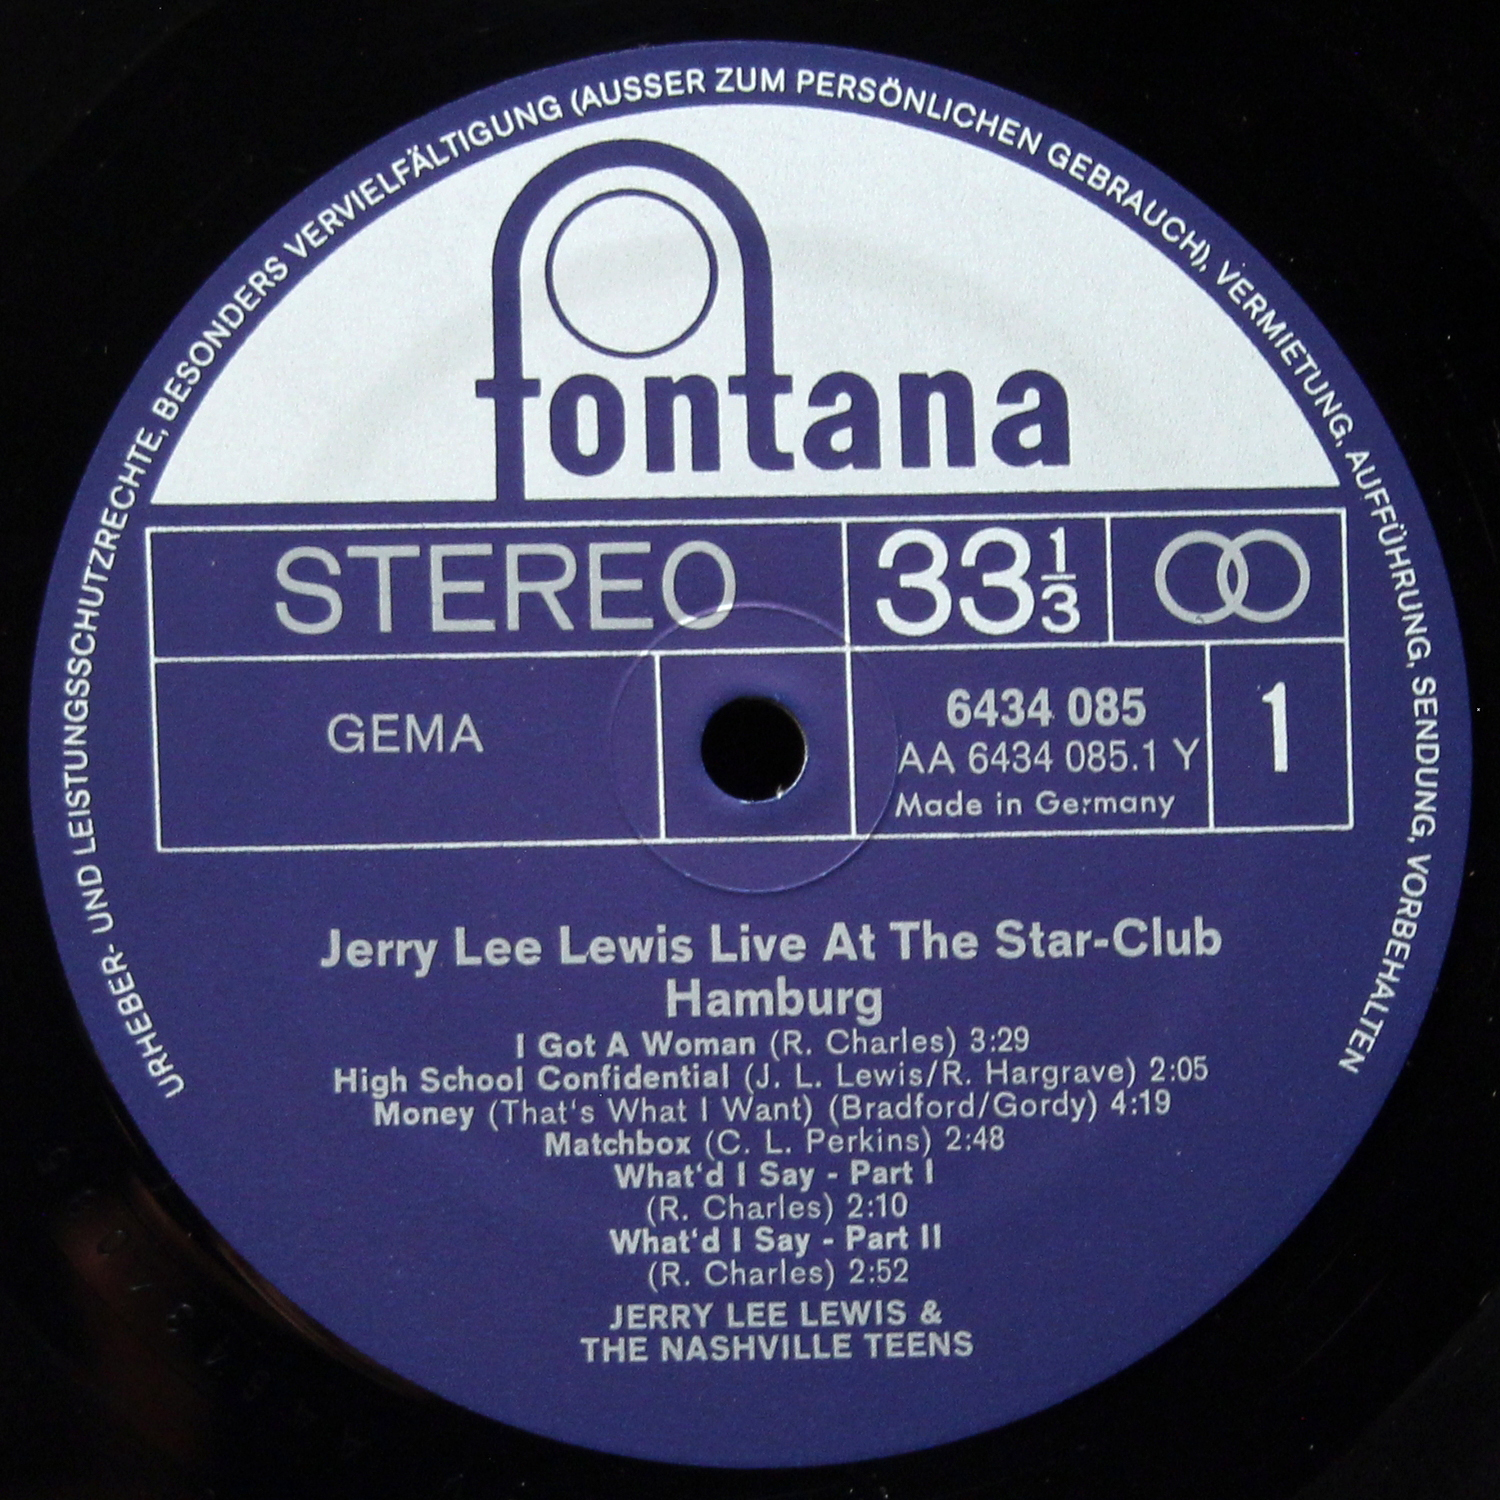 URHEBER- UND LEISTUNGSSCHUTZRECHTE, BESONDERS VERVIELFÄLTIGUNG (AUSSER ZUM PERSÖNLICHEN GEBRAUCH), VERMIETUNG, AUFFÜHRUNG, SENDUNG, VORBEHALTEN
fontana
STEREO 33 1/3
GEMA
6434 085
AA 6434 085.1 Y
Made in Germany
1
Jerry Lee Lewis Live At The Star-Club
Hamburg
I Got A Woman (R. Charles) 3:29
High School Confidential (J. L. Lewis/R. Hargrave) 2:05
Money (That's What I Want) (Bradford/Gordy) 4:19
Matchbox (C. L. Perkins) 2:48
What'd I Say - Part I
(R. Charles) 2:10
What'd I Say - Part II
(R. Charles) 2:52
JERRY LEE LEWIS &
THE NASHVILLE TEENS